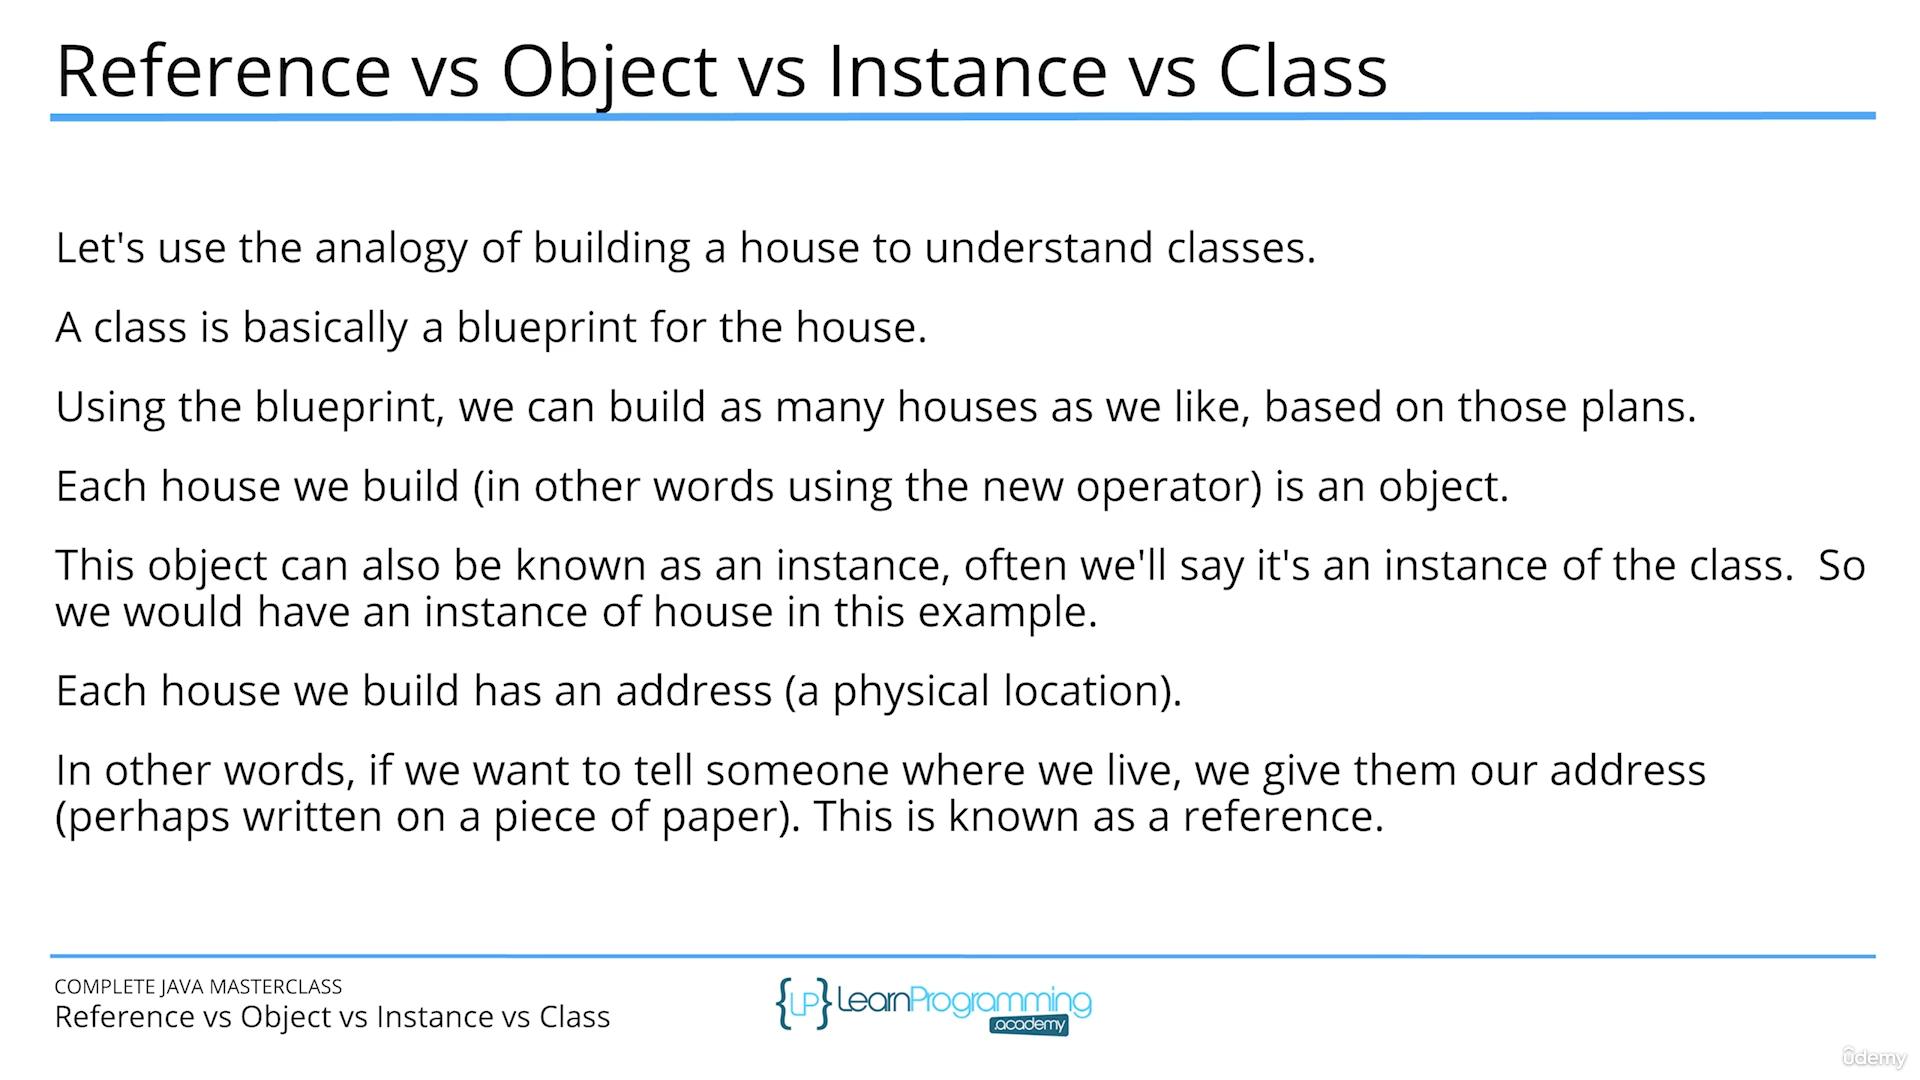 Reference vs Object vs Instance vs Class
Let's use the analogy of building a house to understand classes.
A class is basically a blueprint for the house.
Using the blueprint, we can build as many houses as we like, based on those plans.
Each house we build (in other words using the new operator) is an object.
This object can also be known as an instance, often we'll say it's an instance of the class.  So
we would have an instance of house in this example.
Each house we build has an address (a physical location).
In other words, if we want to tell someone where we live, we give them our address
(perhaps written on a piece of paper). This is known as a reference.
COMPLETE JAVA MASTERCLASS
Reference vs Object vs Instance vs Class
{LP} LearnProgramming
.academy
ûdemy